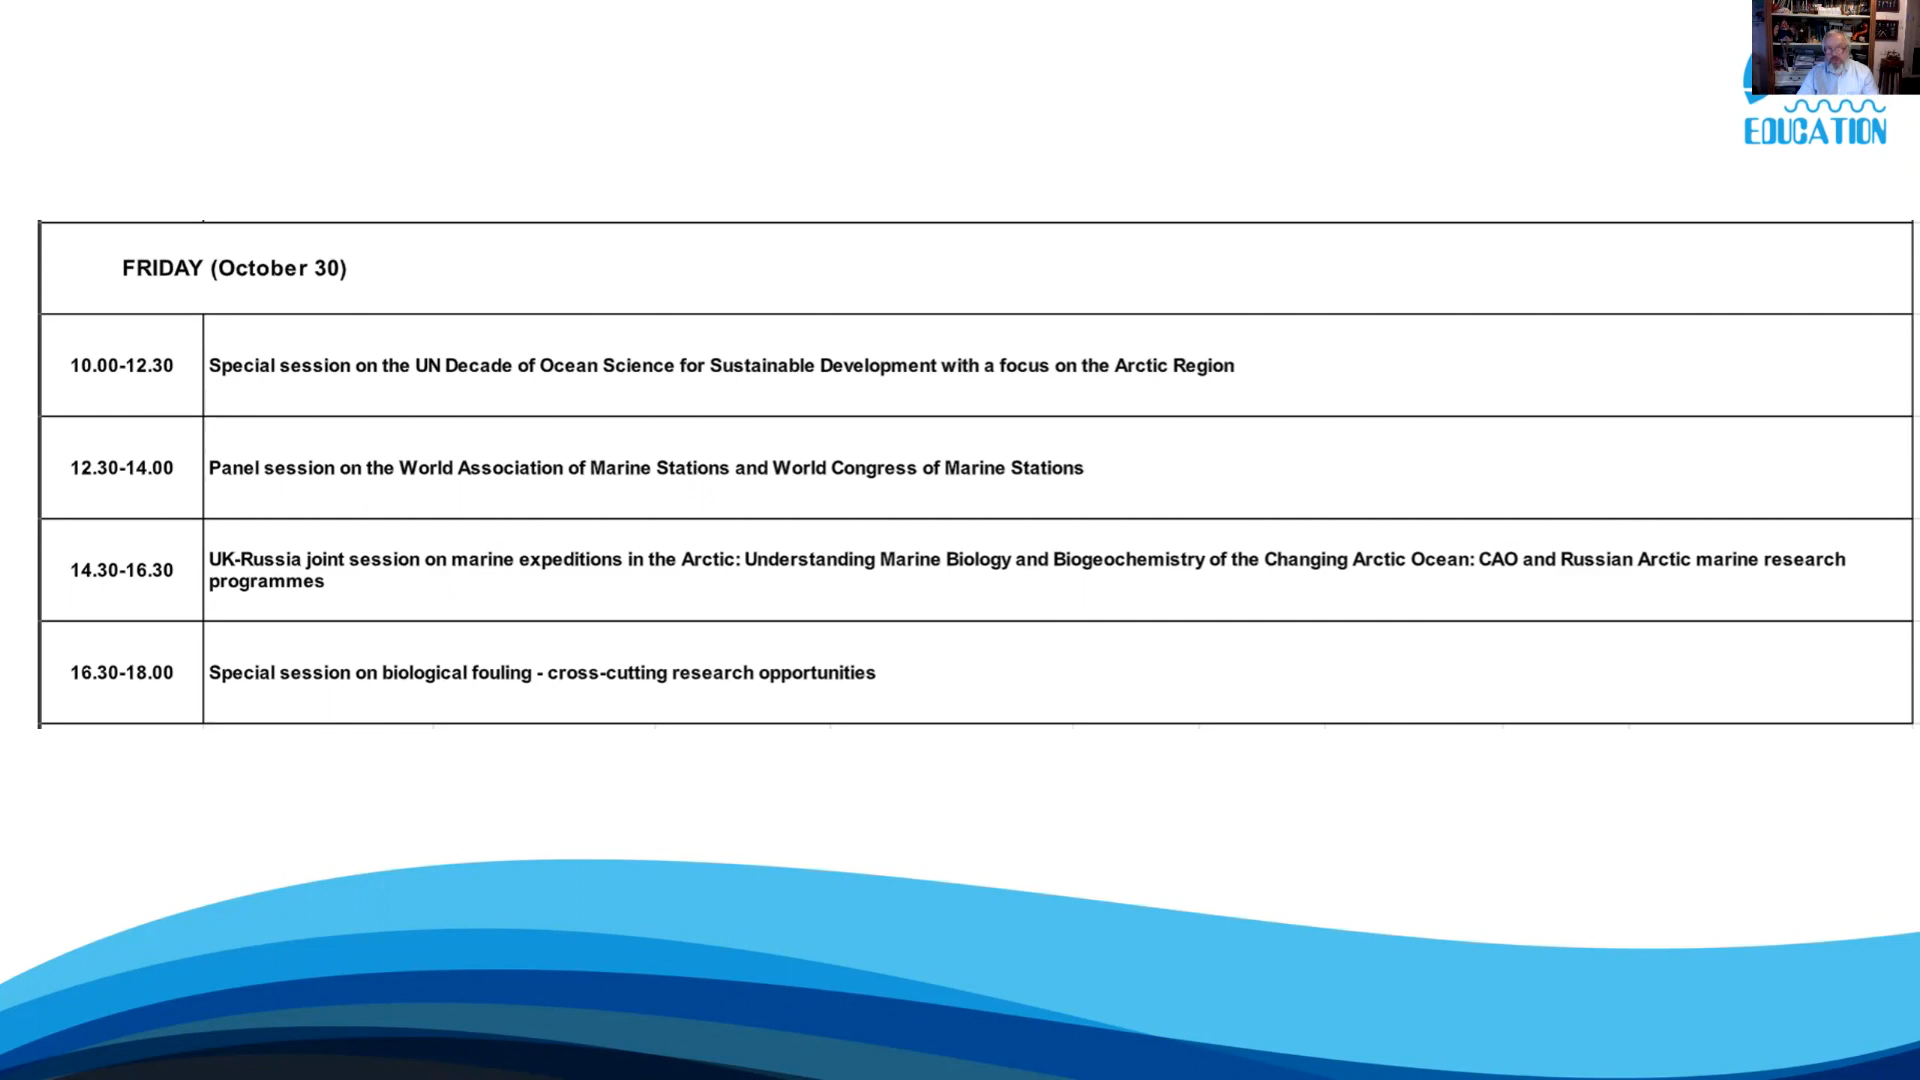 EDUCATION
FRIDAY (October 30)
10.00-12.30 Special session on the UN Decade of Ocean Science for Sustainable Development with a focus on the Arctic Region
12.30-14.00 Panel session on the World Association of Marine Stations and World Congress of Marine Stations
14.30-16.30 UK-Russia joint session on marine expeditions in the Arctic: Understanding Marine Biology and Biogeochemistry of the Changing Arctic Ocean: CAO and Russian Arctic marine research
programmes
16.30-18.00 Special session on biological fouling - cross-cutting research opportunities